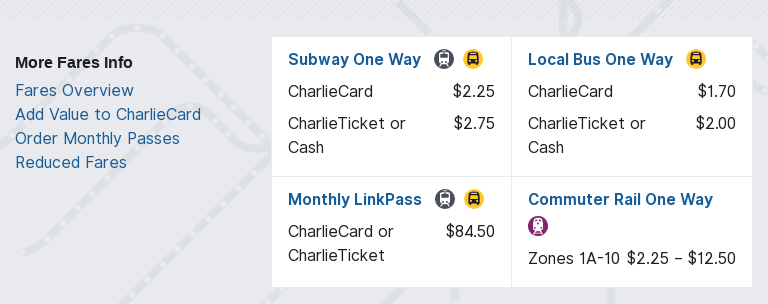 More Fares Info
Fares Overview
Add Value to CharlieCard
Order Monthly Passes
Reduced Fares
Subway One Way
CharlieCard $2.25
CharlieTicket or $2.75
Cash
Local Bus One Way
CharlieCard $1.70
CharlieTicket or $2.00
Cash
Monthly LinkPass
CharlieCard or $84.50
CharlieTicket
Commuter Rail One Way
Zones 1A-10 $2.25 – $12.50